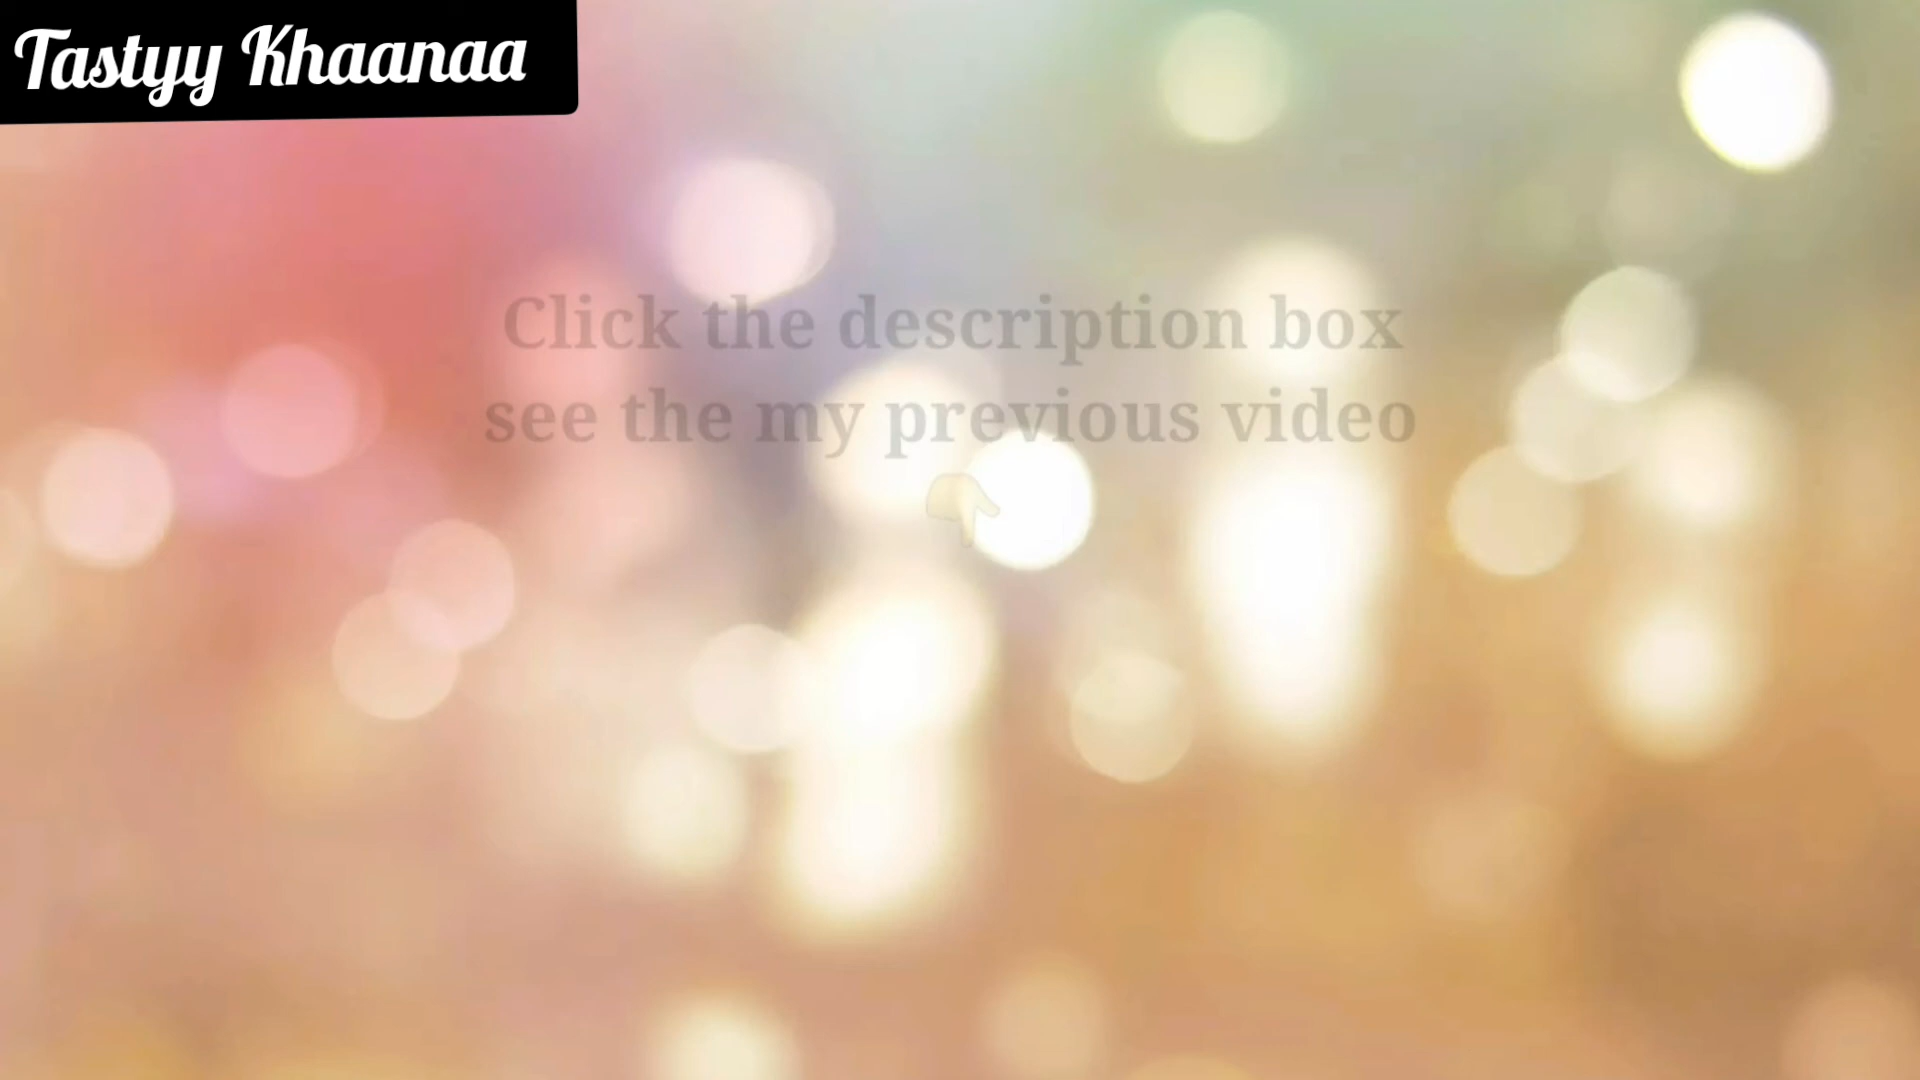 Tastyy Khaanaa
Click the description box
see the my previous video